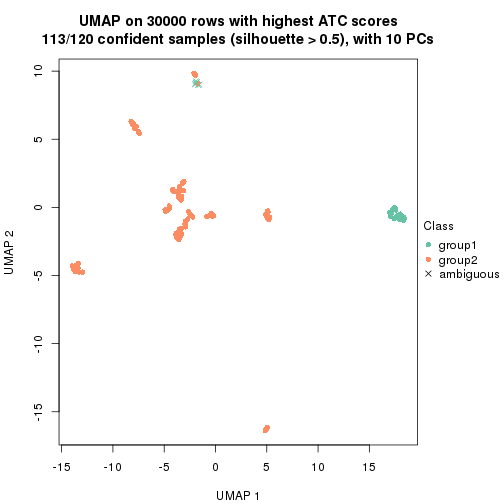 UMAP on 30000 rows with highest ATC scores
113/120 confident samples (silhouette > 0.5), with 10 PCs
UMAP 2
10
5
0
-5
-10
-15
-15
-10
-5
0
5
10
15
UMAP 1
Class
group1
group2
ambiguous